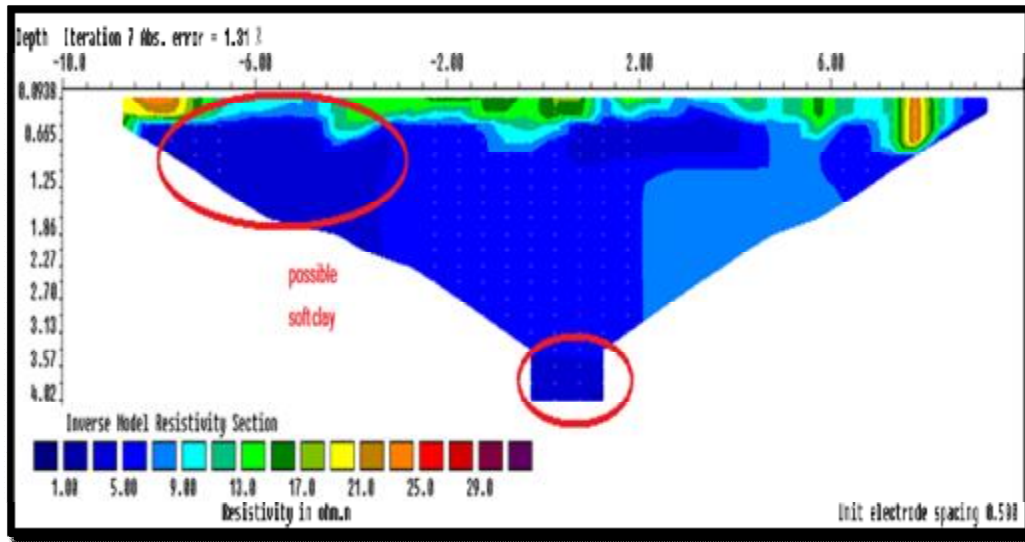 Depth Iteration 7 Abs. error = 1.31 %
-10.0 -6.00 -2.00 2.00 6.00
0.0938
0.665
1.25
1.86
2.27
2.70
3.13
3.57
4.02
possible
softclay
Inverse Model Resistivity Section
1.00 5.00 9.00 13.0 17.0 21.0 25.0 29.0
Resistivity in ohm.m
Unit electrode spacing